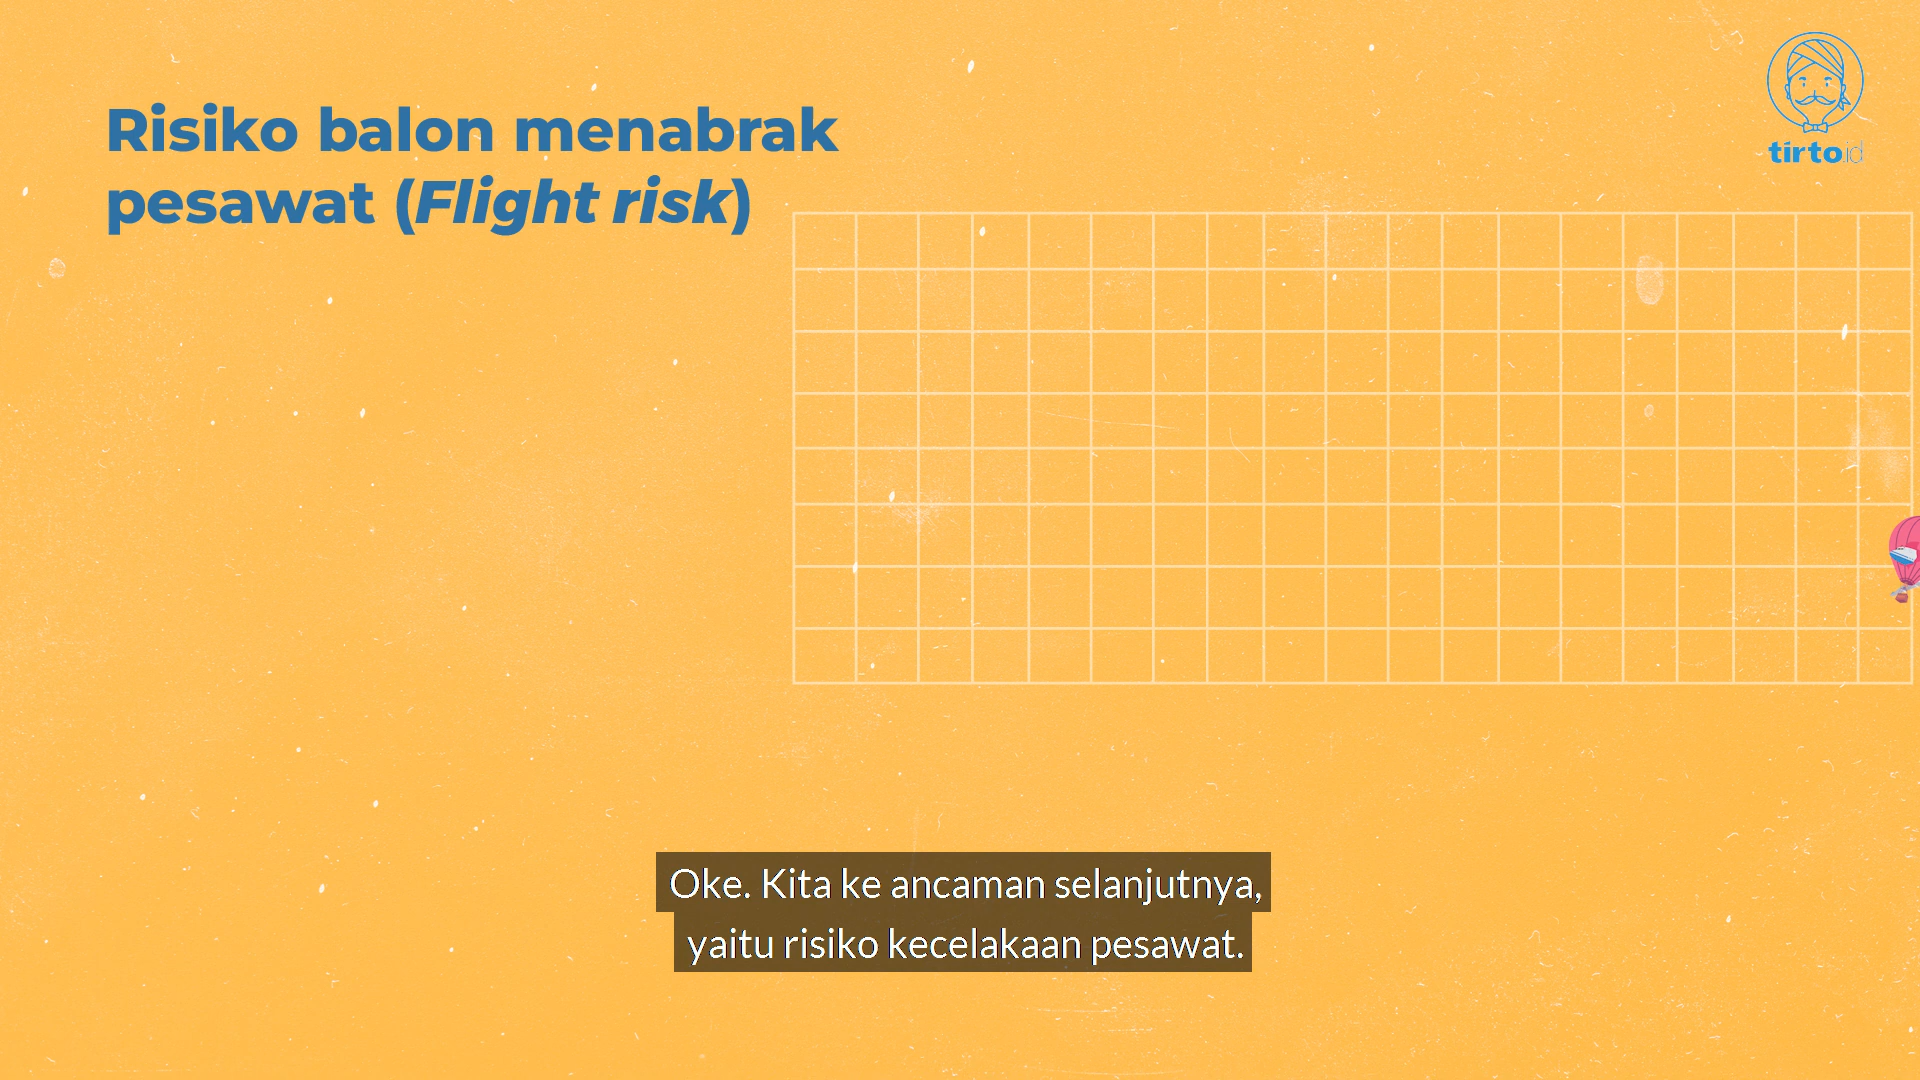 Risiko balon menabrak
pesawat (Flight risk)
tirto.id
Oke. Kita ke ancaman selanjutnya,
yaitu risiko kecelakaan pesawat.